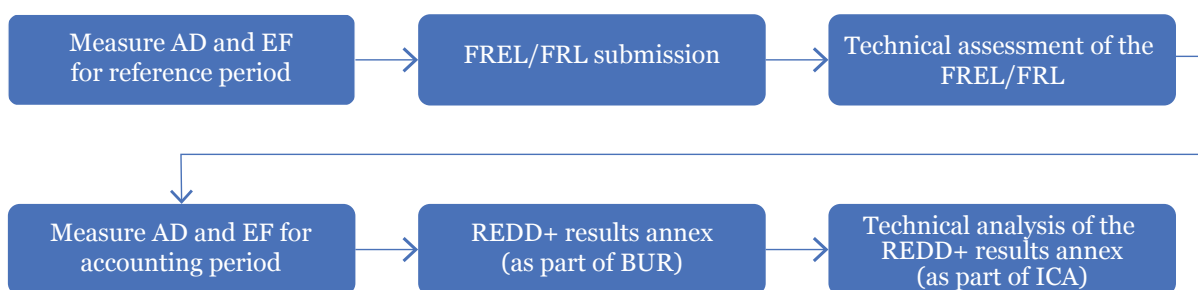 Measure AD and EF
for reference period
FREL/FRL submission
Technical assessment of the
FREL/FRL
Measure AD and EF for
accounting period
REDD+ results annex
(as part of BUR)
Technical analysis of the
REDD+ results annex
(as part of ICA)